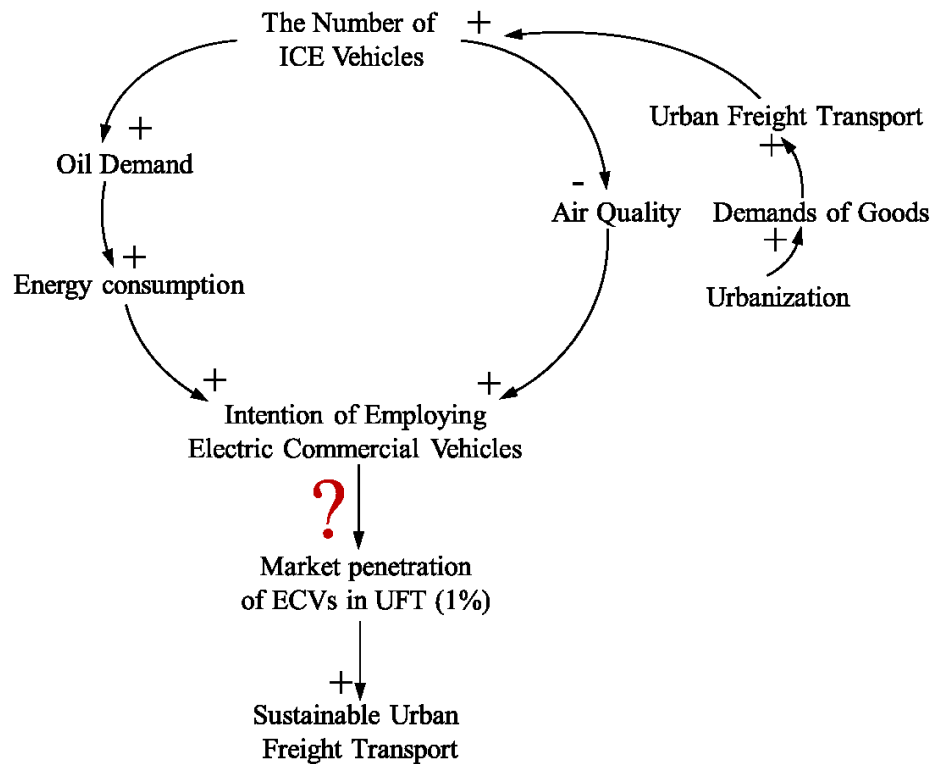 The Number of
ICE Vehicles
+
Urban Freight Transport
+
+
Oil Demand
-
Air Quality
Demands of Goods
+
+
Energy consumption
Urbanization
+
+
Intention of Employing
Electric Commercial Vehicles
?
Market penetration
of ECVs in UFT (1%)
+
Sustainable Urban
Freight Transport